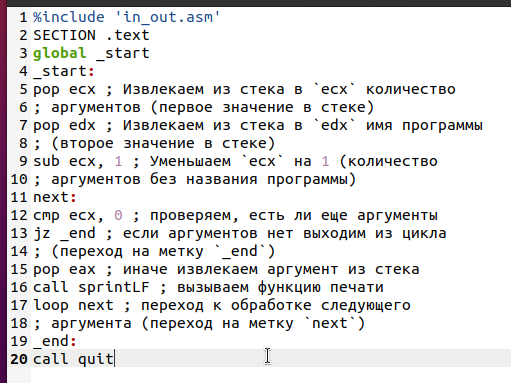 1 %include 'in_out.asm'
2 SECTION .text
3 global _start
4 _start:
5 pop ecx ; Извлекаем из стека в `ecx` количество
6 ; аргументов (первое значение в стеке)
7 pop edx ; Извлекаем из стека в `edx` имя программы
8 ; (второе значение в стеке)
9 sub ecx, 1 ; Уменьшаем `ecx` на 1 (количество
10 ; аргументов без названия программы)
11 next:
12 cmp ecx, 0 ; проверяем, есть ли еще аргументы
13 jz _end ; если аргументов нет выходим из цикла
14 ; (переход на метку `_end`)
15 pop eax ; иначе извлекаем аргумент из стека
16 call sprintLF ; вызываем функцию печати
17 loop next ; переход к обработке следующего
18 ; аргумента (переход на метку `next`)
19 _end:
20 call quit